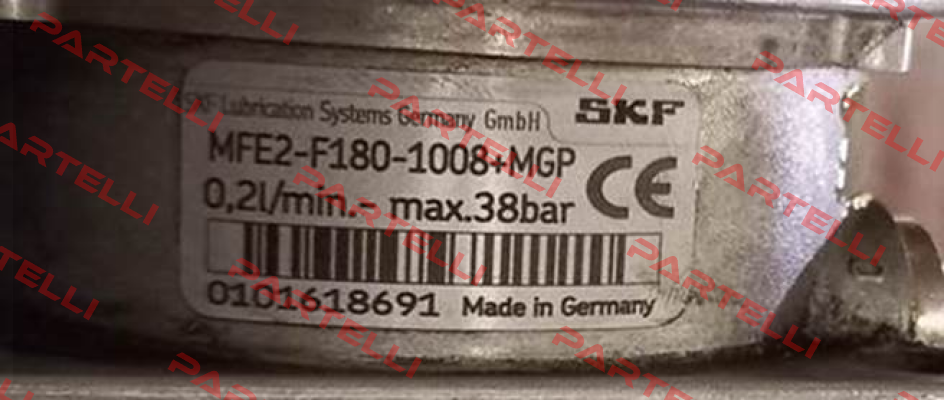 SKF Lubrication Systems Germany GmbH
SKF
MFE2-F180-1008+MGP
CE
0,2l/min.- max.38bar
0101618691 Made in Germany
PARTELLI